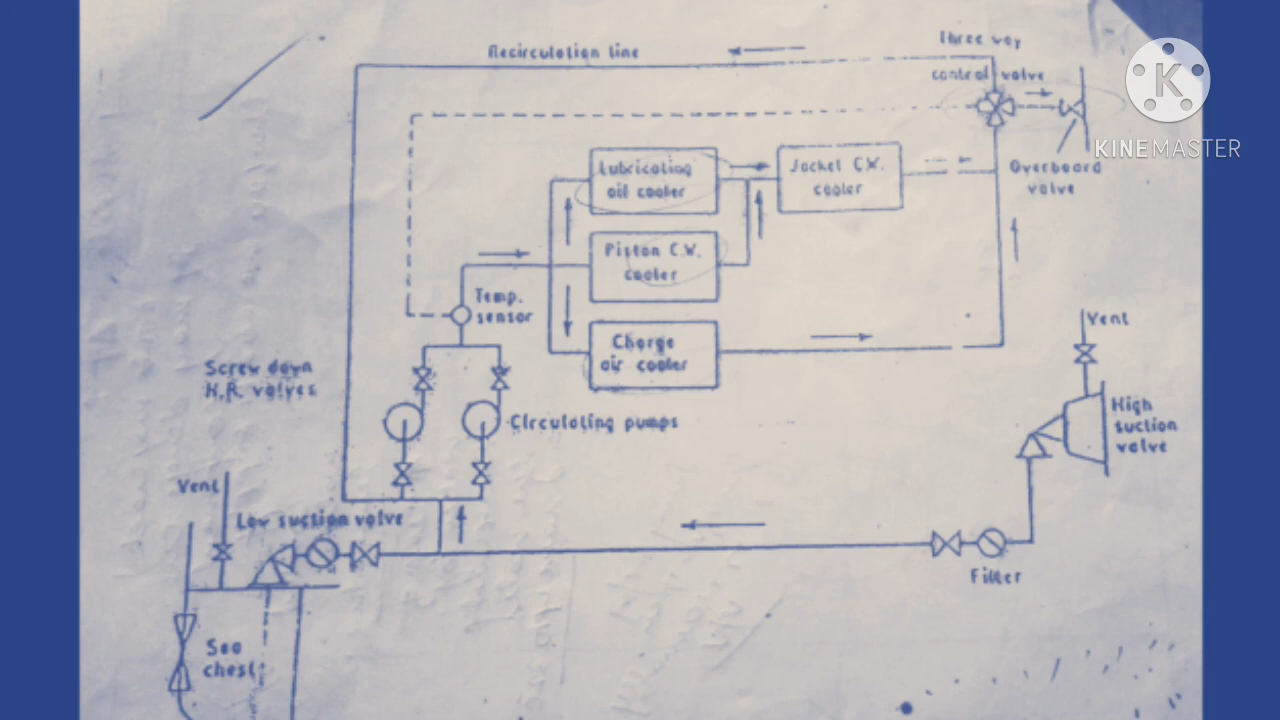 Recirculation line
Three way
control valve
KINEMASTER
Overboard
valve
Lubricating
oil cooler
Jacket C.W.
cooler
Piston C.W.
cooler
Temp.
sensor
Charge
air cooler
Vent
Screw down
N.R. valves
Circulating pumps
High
suction
valve
Vent
Low suction valve
Filter
Sea
chest